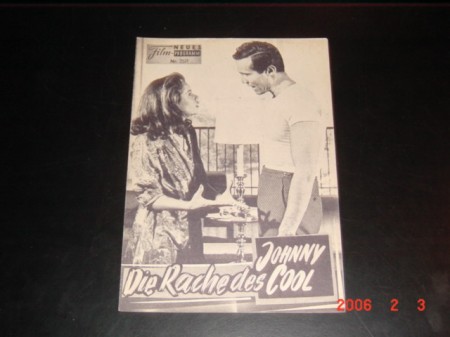 Film
NEUES
PROGRAMM
Die Rache des
JOHNNY
COOL
2006 2 3